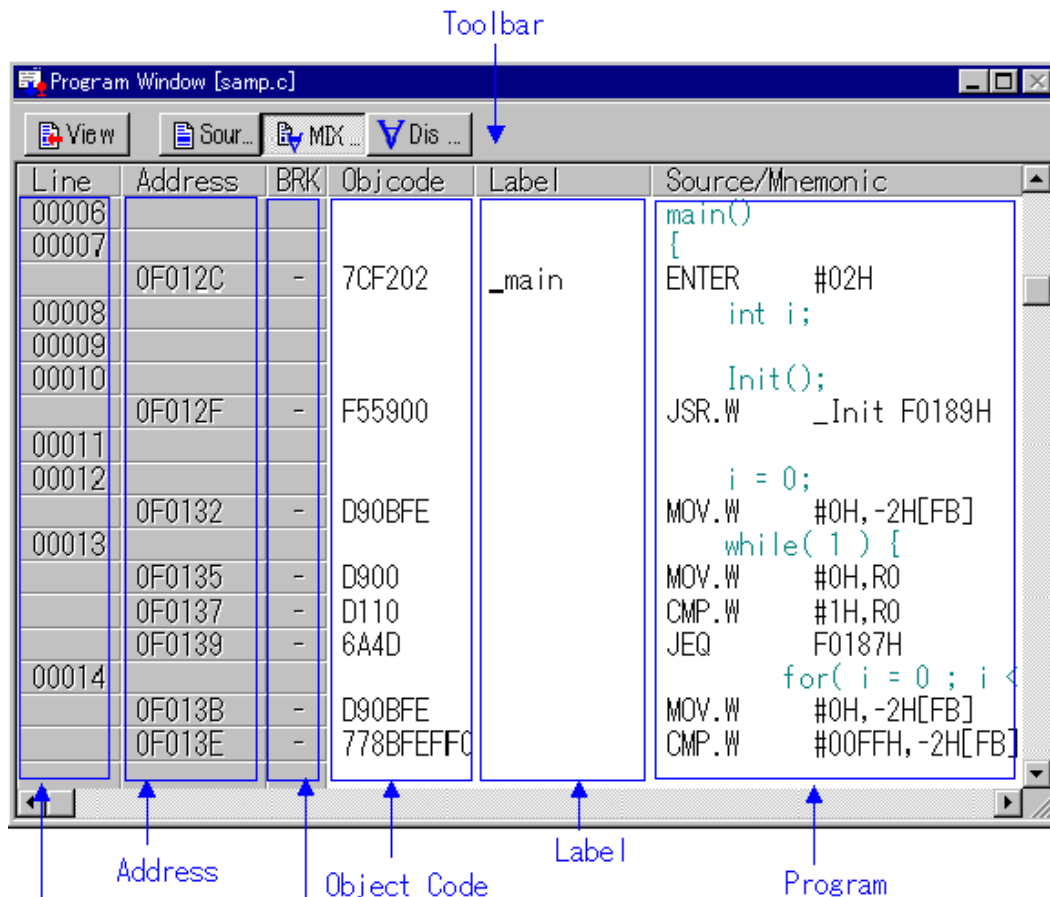 Toolbar
Program Window [samp.c]
View Sour... MIX ... Dis ...
Line Address BRK Objcode Label Source/Mnemonic
00006 main()
00007 {
0F012C - 7CF202 _main ENTER #02H
00008 int i;
00009
00010 Init();
0F012F - F55900 JSR.W _Init F0189H
00011
00012 i = 0;
0F0132 - D90BFE MOV.W #0H,-2H[FB]
00013 while( 1 ) {
0F0135 - D900 MOV.W #0H,R0
0F0137 - D110 CMP.W #1H,R0
0F0139 - 6A4D JEQ F0187H
00014 for( i = 0 ; i <
0F013B - D90BFE MOV.W #0H,-2H[FB]
0F013E - 778BFEFF0 CMP.W #00FFH,-2H[FB]
Address
Object Code
Label
Program